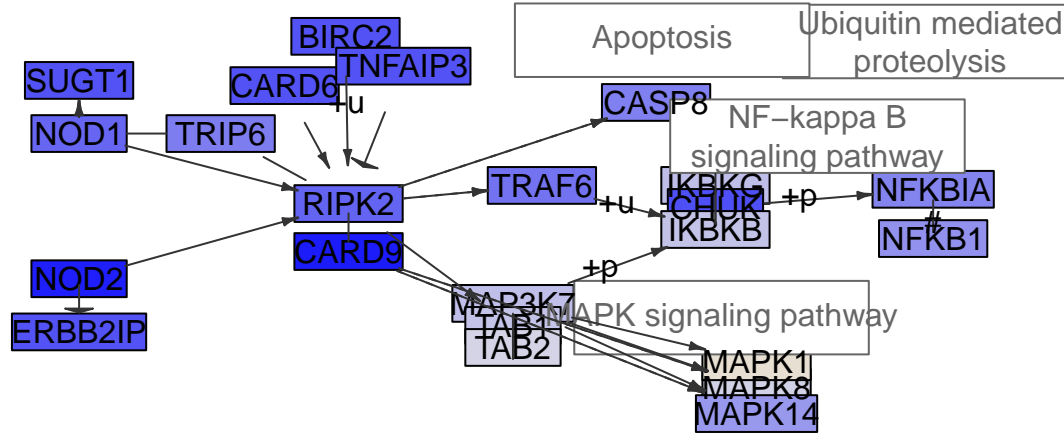 BIRC2
TNFAIP3
Apoptosis
Ubiquitin mediated
proteolysis
SUGT1
CARD6
+u
CASP8
NOD1
TRIP6
NF−kappa B
signaling pathway
RIPK2
TRAF6
+u
IKBKG
CHUK
IKBKB
+p
NFKBIA
#
NFKB1
CARD9
NOD2
+p
ERBB2IP
MAP3K7
TAB1
TAB2
MAPK signaling pathway
MAPK1
MAPK8
MAPK14